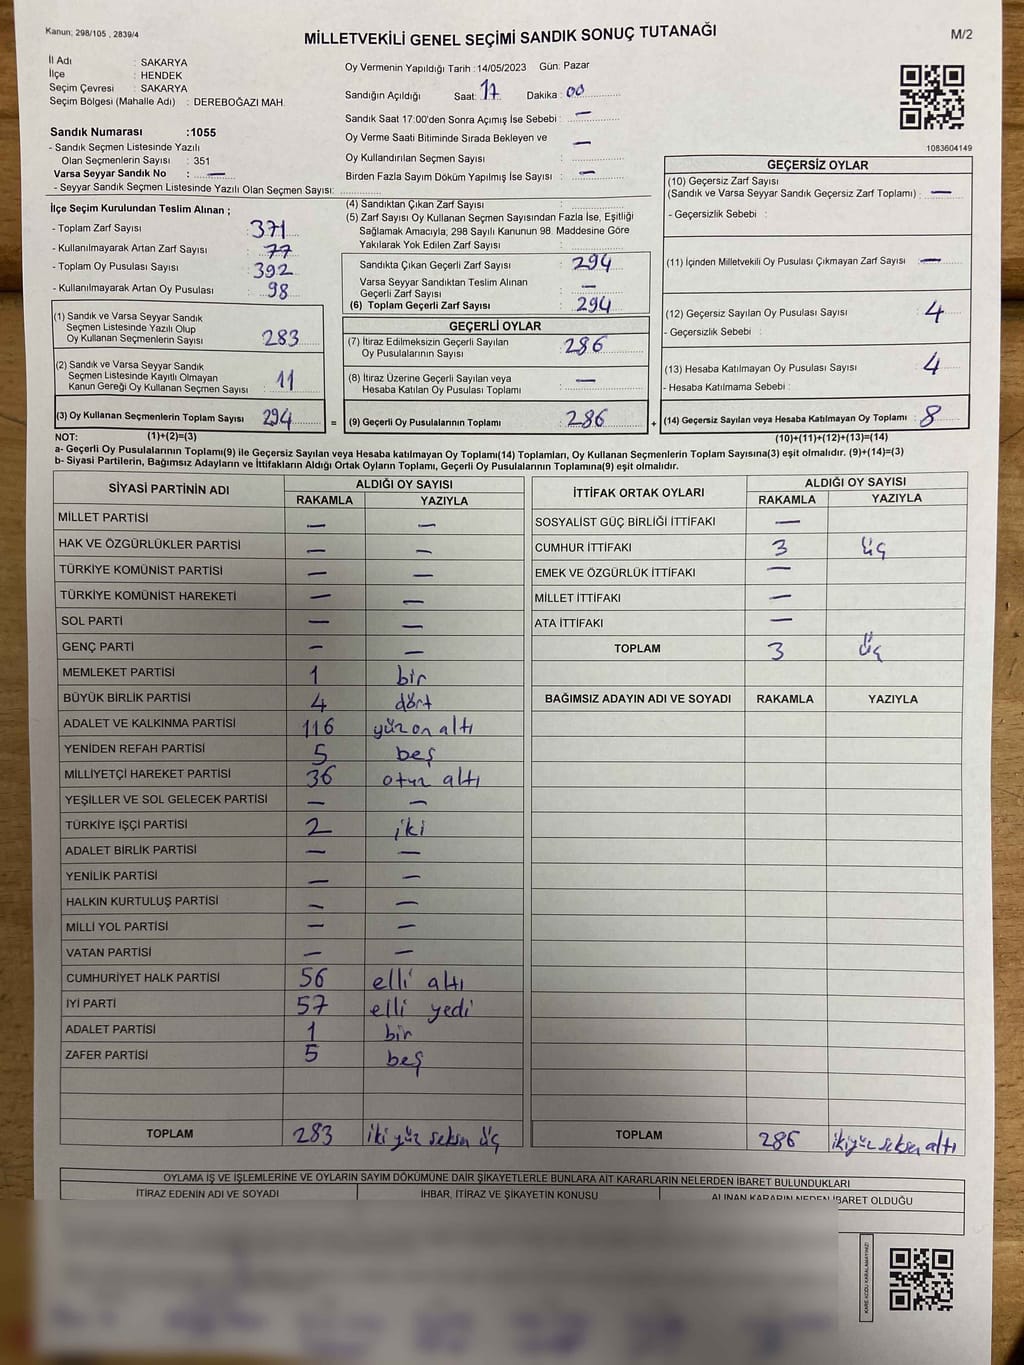 Kanun; 298/105 , 2839/4
MİLLETVEKİLİ GENEL SEÇİMİ SANDIK SONUÇ TUTANAĞI
M/2
İl Adı : SAKARYA
İlçe : HENDEK
Seçim Çevresi : SAKARYA
Seçim Bölgesi (Mahalle Adı) : DEREBOĞAZI MAH.
Sandık Numarası :1055
- Sandık Seçmen Listesinde Yazılı
Olan Seçmenlerin Sayısı : 351
Varsa Seyyar Sandık No : —
- Seyyar Sandık Seçmen Listesinde Yazılı Olan Seçmen Sayısı:
Oy Vermenin Yapıldığı Tarih : 14/05/2023 Gün: Pazar
Sandığın Açıldığı Saat: 17 Dakika : 00
Sandık Saat 17:00'den Sonra Açımış İse Sebebi : —
Oy Verme Saati Bitiminde Sırada Bekleyen ve —
Oy Kullandırılan Seçmen Sayısı :
Birden Fazla Sayım Döküm Yapılmış İse Sayısı : —
1083604149
İlçe Seçim Kurulundan Teslim Alınan ;
- Toplam Zarf Sayısı : 371
- Kullanılmayarak Artan Zarf Sayısı : 77
- Toplam Oy Pusulası Sayısı : 392
- Kullanılmayarak Artan Oy Pusulası : 98
(1) Sandık ve Varsa Seyyar Sandık
Seçmen Listesinde Yazılı Olup
Oy Kullanan Seçmenlerin Sayısı : 283
(2) Sandık ve Varsa Seyyar Sandık
Seçmen Listesinde Kayıtlı Olmayan
Kanun Gereği Oy Kullanan Seçmen Sayısı : 11
(3) Oy Kullanan Seçmenlerin Toplam Sayısı : 294 =
(4) Sandıktan Çıkan Zarf Sayısı :
(5) Zarf Sayısı Oy Kullanan Seçmen Sayısından Fazla İse, Eşitliği
Sağlamak Amacıyla, 298 Sayılı Kanunun 98. Maddesine Göre
Yakılarak Yok Edilen Zarf Sayısı :
Sandıkta Çıkan Geçerli Zarf Sayısı : 294
Varsa Seyyar Sandıktan Teslim Alınan
Geçerli Zarf Sayısı : —
(6) Toplam Geçerli Zarf Sayısı : 294
GEÇERLİ OYLAR
(7) İtiraz Edilmeksizin Geçerli Sayılan
Oy Pusulalarının Sayısı : 286
(8) İtiraz Üzerine Geçerli Sayılan veya
Hesaba Katılan Oy Pusulası Toplamı : —
(9) Geçerli Oy Pusulalarının Toplamı : 286 +
GEÇERSİZ OYLAR
(10) Geçersiz Zarf Sayısı
(Sandık ve Varsa Seyyar Sandık Geçersiz Zarf Toplamı) : —
- Geçersizlik Sebebi :
(11) İçinden Milletvekili Oy Pusulası Çıkmayan Zarf Sayısı : —
(12) Geçersiz Sayılan Oy Pusulası Sayısı : 4
- Geçersizlik Sebebi :
(13) Hesaba Katılmayan Oy Pusulası Sayısı : 4
- Hesaba Katılmama Sebebi :
(14) Geçersiz Sayılan veya Hesaba Katılmayan Oy Toplamı : 8
NOT: (1)+(2)=(3) (10)+(11)+(12)+(13)=(14)
a- Geçerli Oy Pusulalarının Toplamı(9) ile Geçersiz Sayılan veya Hesaba katılmayan Oy Toplamı(14) Toplamları, Oy Kullanan Seçmenlerin Toplam Sayısına(3) eşit olmalıdır. (9)+(14)=(3)
b- Siyasi Partilerin, Bağımsız Adayların ve İttifakların Aldığı Ortak Oyların Toplamı, Geçerli Oy Pusulalarının Toplamına(9) eşit olmalıdır.
SİYASİ PARTİNİN ADI ALDIĞI OY SAYISI
RAKAMLA YAZIYLA
MİLLET PARTİSİ — —
HAK VE ÖZGÜRLÜKLER PARTİSİ — —
TÜRKİYE KOMÜNİST PARTİSİ — —
TÜRKİYE KOMÜNİST HAREKETİ — —
SOL PARTİ — —
GENÇ PARTİ — —
MEMLEKET PARTİSİ 1 bir
BÜYÜK BİRLİK PARTİSİ 4 dört
ADALET VE KALKINMA PARTİSİ 116 yüz on altı
YENİDEN REFAH PARTİSİ 5 beş
MİLLİYETÇİ HAREKET PARTİSİ 36 otuz altı
YEŞİLLER VE SOL GELECEK PARTİSİ — —
TÜRKİYE İŞÇİ PARTİSİ 2 iki
ADALET BİRLİK PARTİSİ — —
YENİLİK PARTİSİ — —
HALKIN KURTULUŞ PARTİSİ — —
MİLLİ YOL PARTİSİ — —
VATAN PARTİSİ — —
CUMHURİYET HALK PARTİSİ 56 elli altı
İYİ PARTİ 57 elli yedi
ADALET PARTİSİ 1 bir
ZAFER PARTİSİ 5 beş
TOPLAM 283 iki yüz seksen üç
İTTİFAK ORTAK OYLARI ALDIĞI OY SAYISI
RAKAMLA YAZIYLA
SOSYALİST GÜÇ BİRLİĞİ İTTİFAKI —
CUMHUR İTTİFAKI 3 üç
EMEK VE ÖZGÜRLÜK İTTİFAKI —
MİLLET İTTİFAKI —
ATA İTTİFAKI —
TOPLAM 3 üç
BAĞIMSIZ ADAYIN ADI VE SOYADI RAKAMLA YAZIYLA
TOPLAM 286 ikiyüz seksen altı
OYLAMA İŞ VE İŞLEMLERİNE VE OYLARIN SAYIM DÖKÜMÜNE DAİR ŞİKAYETLERLE BUNLARA AİT KARARLARIN NELERDEN İBARET BULUNDUKLARI
İTİRAZ EDENİN ADI VE SOYADI İHBAR, İTİRAZ VE ŞİKAYETİN KONUSU ALINAN KARARIN NEDEN İBARET OLDUĞU
KARE KODU KARALAMAYINIZ!